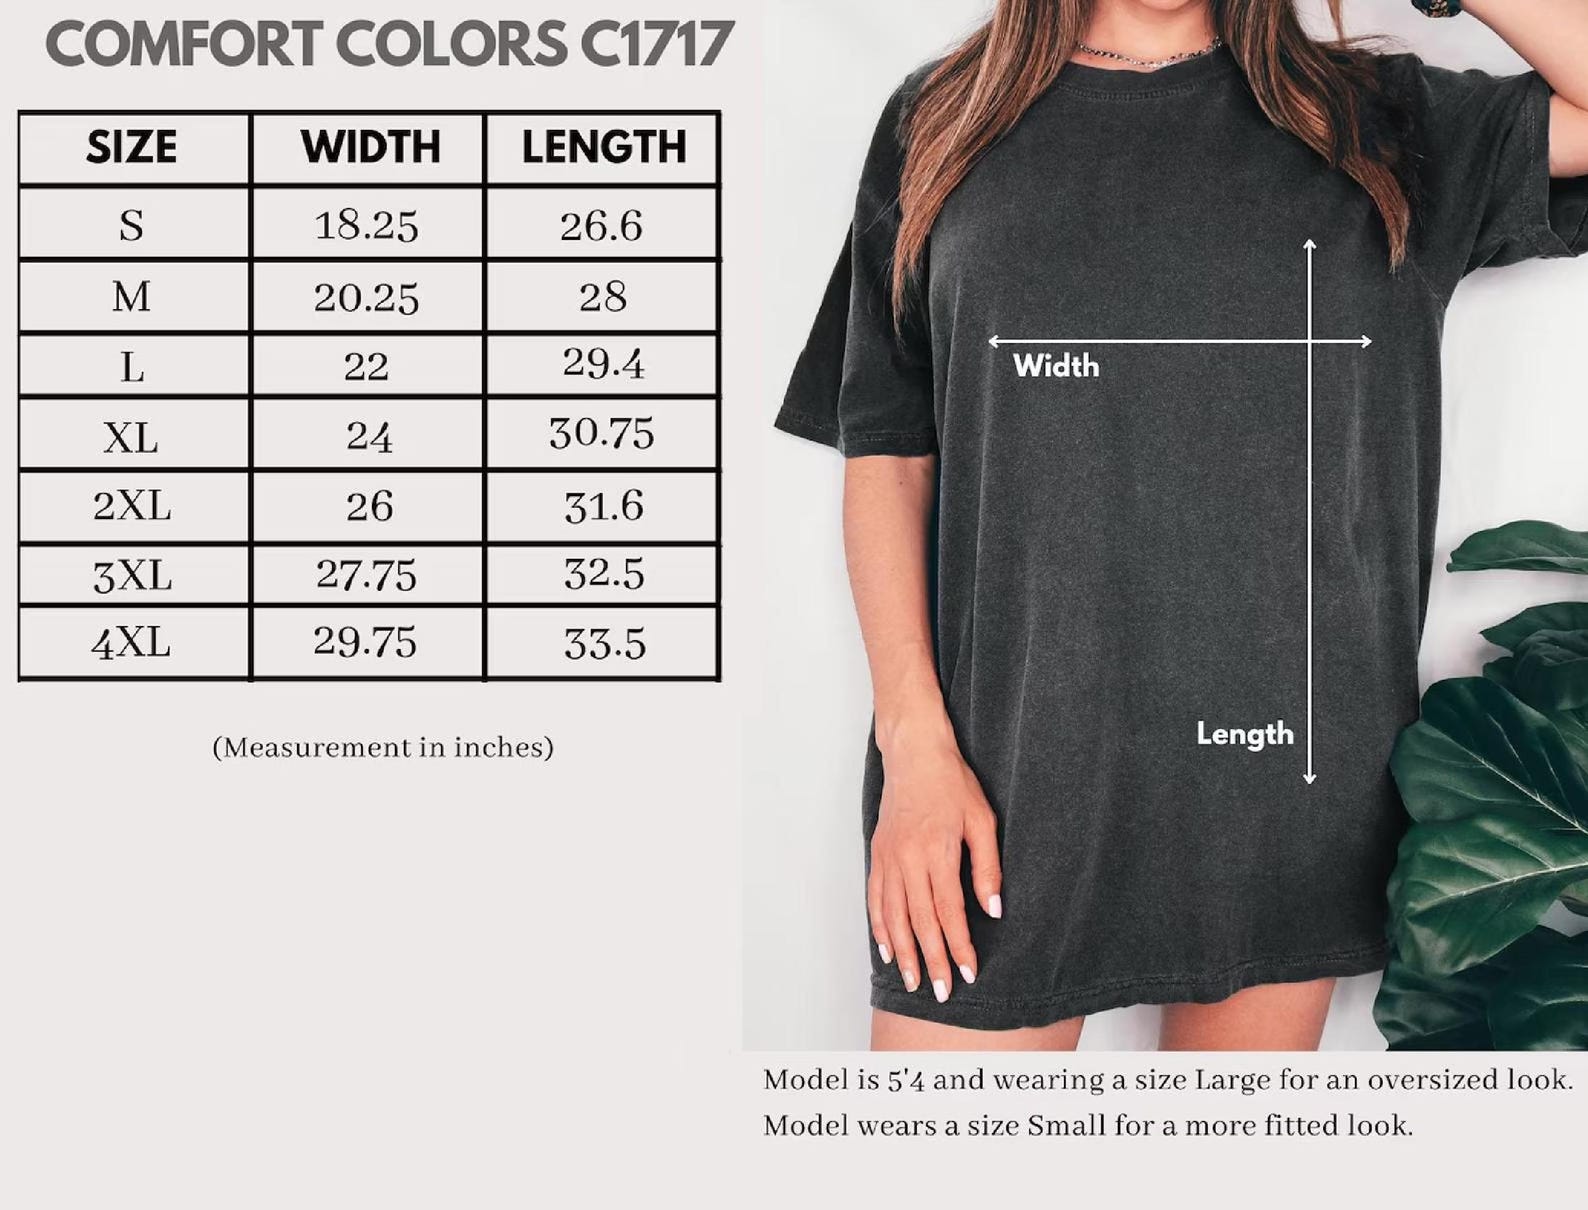 COMFORT COLORS C1717
SIZE WIDTH LENGTH
S 18.25 26.6
M 20.25 28
L 22 29.4
XL 24 30.75
2XL 26 31.6
3XL 27.75 32.5
4XL 29.75 33.5
(Measurement in inches)
Width
Length
Model is 5'4 and wearing a size Large for an oversized look.
Model wears a size Small for a more fitted look.